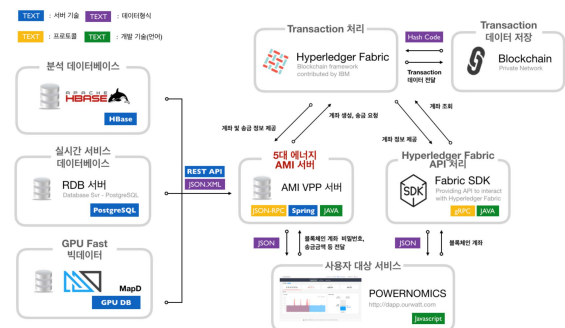 TEXT : 서버 기술
TEXT : 데이터형식
TEXT : 프로토콜
TEXT : 개발 기술(언어)
분석 데이터베이스
APACHE
HBASE
HBase
실시간 서비스
데이터베이스
RDB 서버
Database Svr - PostgreSQL
PostgreSQL
GPU Fast
빅데이터
MapD
GPU DB
REST API
JSON.XML
Transaction 처리
Hyperledger Fabric
Blockchain framework
contributed by IBM
Hash Code
Transaction
데이터 전달
Transaction
데이터 저장
Blockchain
Private Network
계좌 및 송금 정보 제공
계좌 생성, 송금 요청
계좌 정보 제공
계좌 조회
5대 에너지
AMI 서버
AMI VPP 서버
JSON-RPC
Spring
JAVA
Hyperledger Fabric
API 처리
SDK
Fabric SDK
Providing API to interact
with Hyperledger Fabric
gRPC
JAVA
JSON
블록체인 계좌 비밀번호,
송금금액 등 전달
JSON
블록체인 계좌
사용자 대상 서비스
POWERNOMICS
http://dapp.ourwatt.com
Javascript